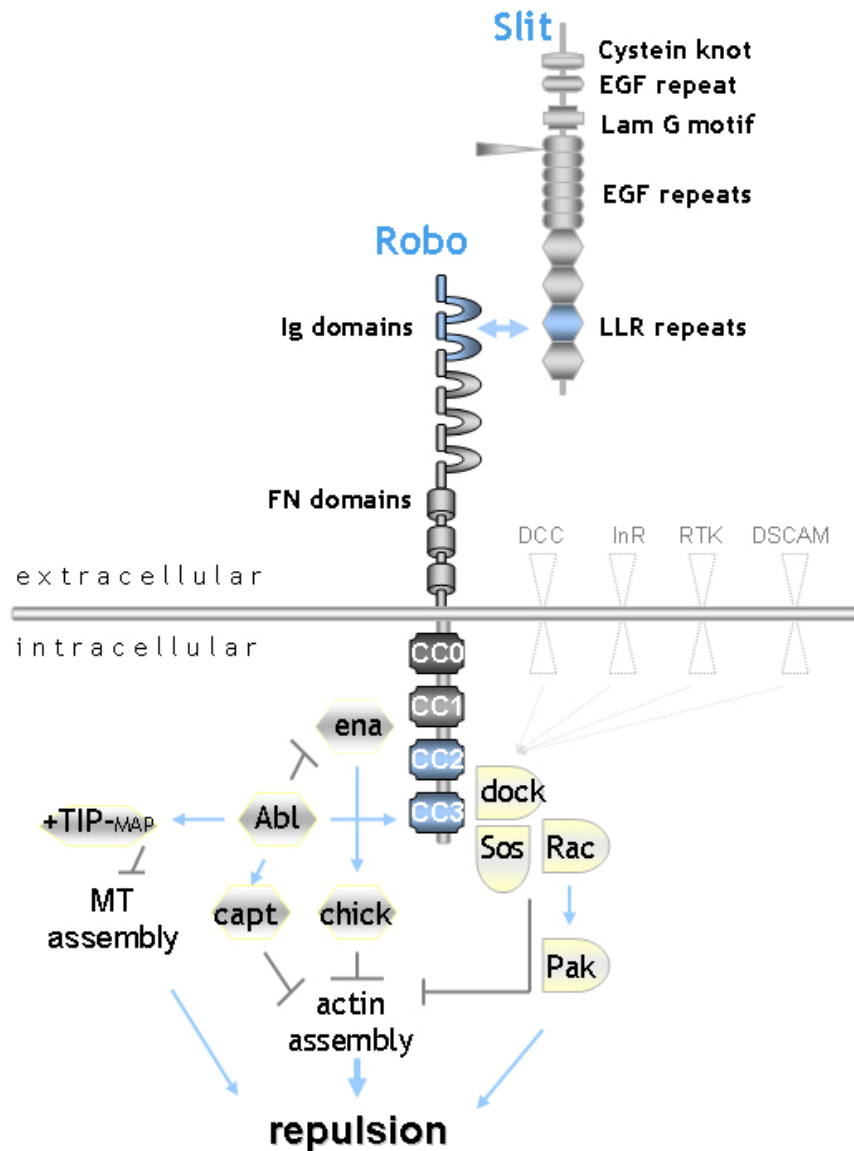 Slit
Cystein knot
EGF repeat
Lam G motif
EGF repeats
Robo
Ig domains
LLR repeats
FN domains
DCC InR RTK DSCAM
extracellular
intracellular
CC0
CC1
ena
CC2
dock
+TIP-MAP Abl CC3
Sos Rac
MT
assembly
capt chick
Pak
actin
assembly
repulsion